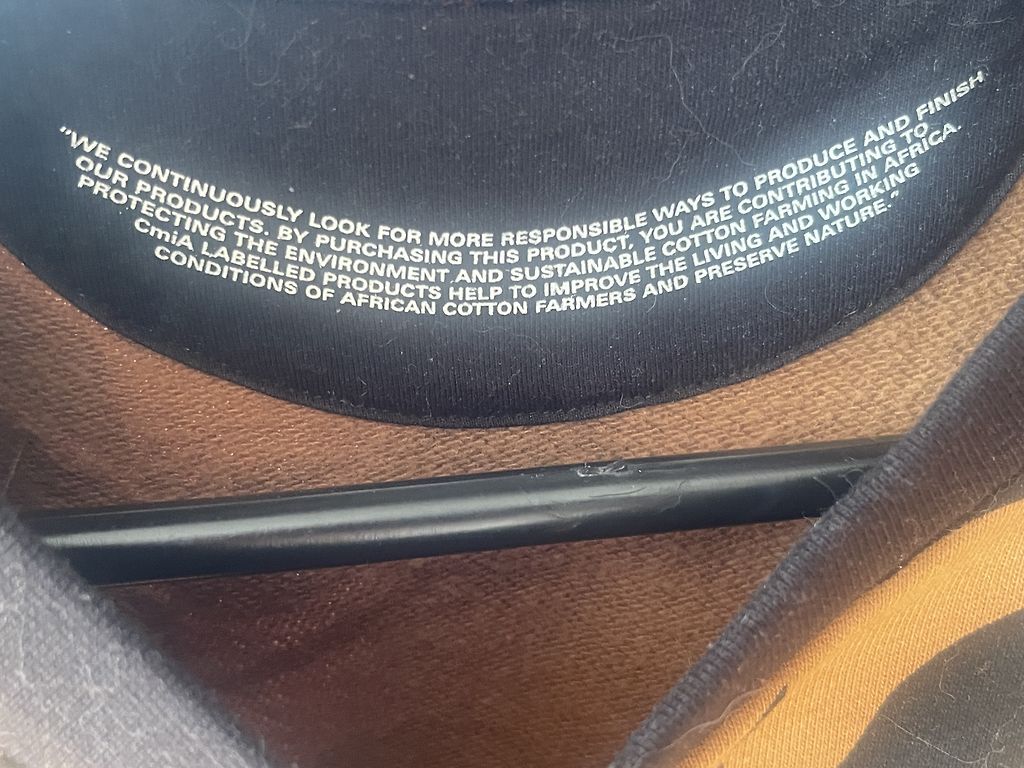 "WE CONTINUOUSLY LOOK FOR MORE RESPONSIBLE WAYS TO PRODUCE AND FINISH
OUR PRODUCTS. BY PURCHASING THIS PRODUCT, YOU ARE CONTRIBUTING TO
PROTECTING THE ENVIRONMENT AND SUSTAINABLE COTTON FARMING IN AFRICA.
CmiA LABELLED PRODUCTS HELP TO IMPROVE THE LIVING AND WORKING
CONDITIONS OF AFRICAN COTTON FARMERS AND PRESERVE NATURE."